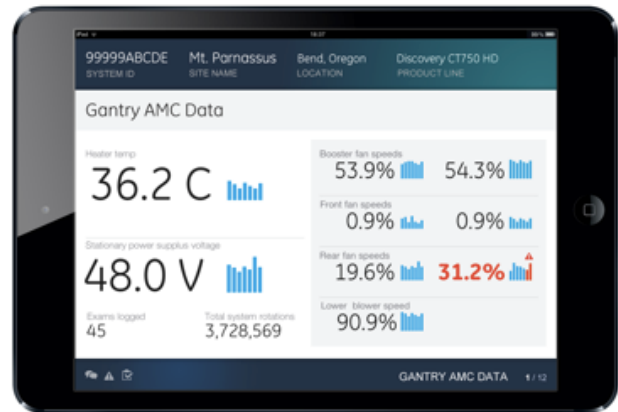 iPad
16:37
99999ABCDE Mt. Parnassus Bend, Oregon Discovery CT750 HD
SYSTEM ID SITE NAME LOCATION PRODUCT LINE
Gantry AMC Data
Heater temp
36.2 C
Stationary power supplus voltage
48.0 V
Exams logged Total system rotations
45 3,728,569
Booster fan speeds
53.9% 54.3%
Front fan speeds
0.9% 0.9%
Rear fan speeds
19.6% 31.2%
Lower blower speed
90.9%
GANTRY AMC DATA 1 / 12